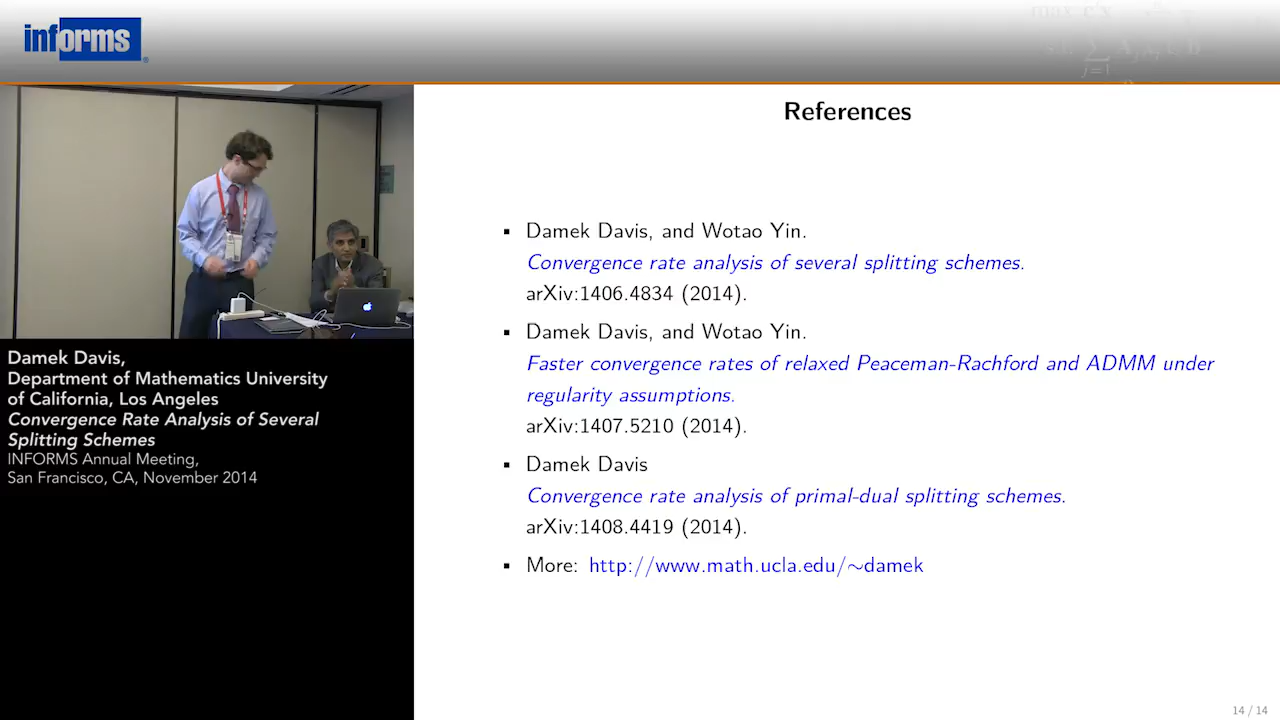 informs
References
▪ Damek Davis, and Wotao Yin.
Convergence rate analysis of several splitting schemes.
arXiv:1406.4834 (2014).
▪ Damek Davis, and Wotao Yin.
Faster convergence rates of relaxed Peaceman-Rachford and ADMM under
regularity assumptions.
arXiv:1407.5210 (2014).
▪ Damek Davis
Convergence rate analysis of primal-dual splitting schemes.
arXiv:1408.4419 (2014).
▪ More: http://www.math.ucla.edu/~damek
Damek Davis,
Department of Mathematics University
of California, Los Angeles
Convergence Rate Analysis of Several
Splitting Schemes
INFORMS Annual Meeting,
San Francisco, CA, November 2014
14 / 14